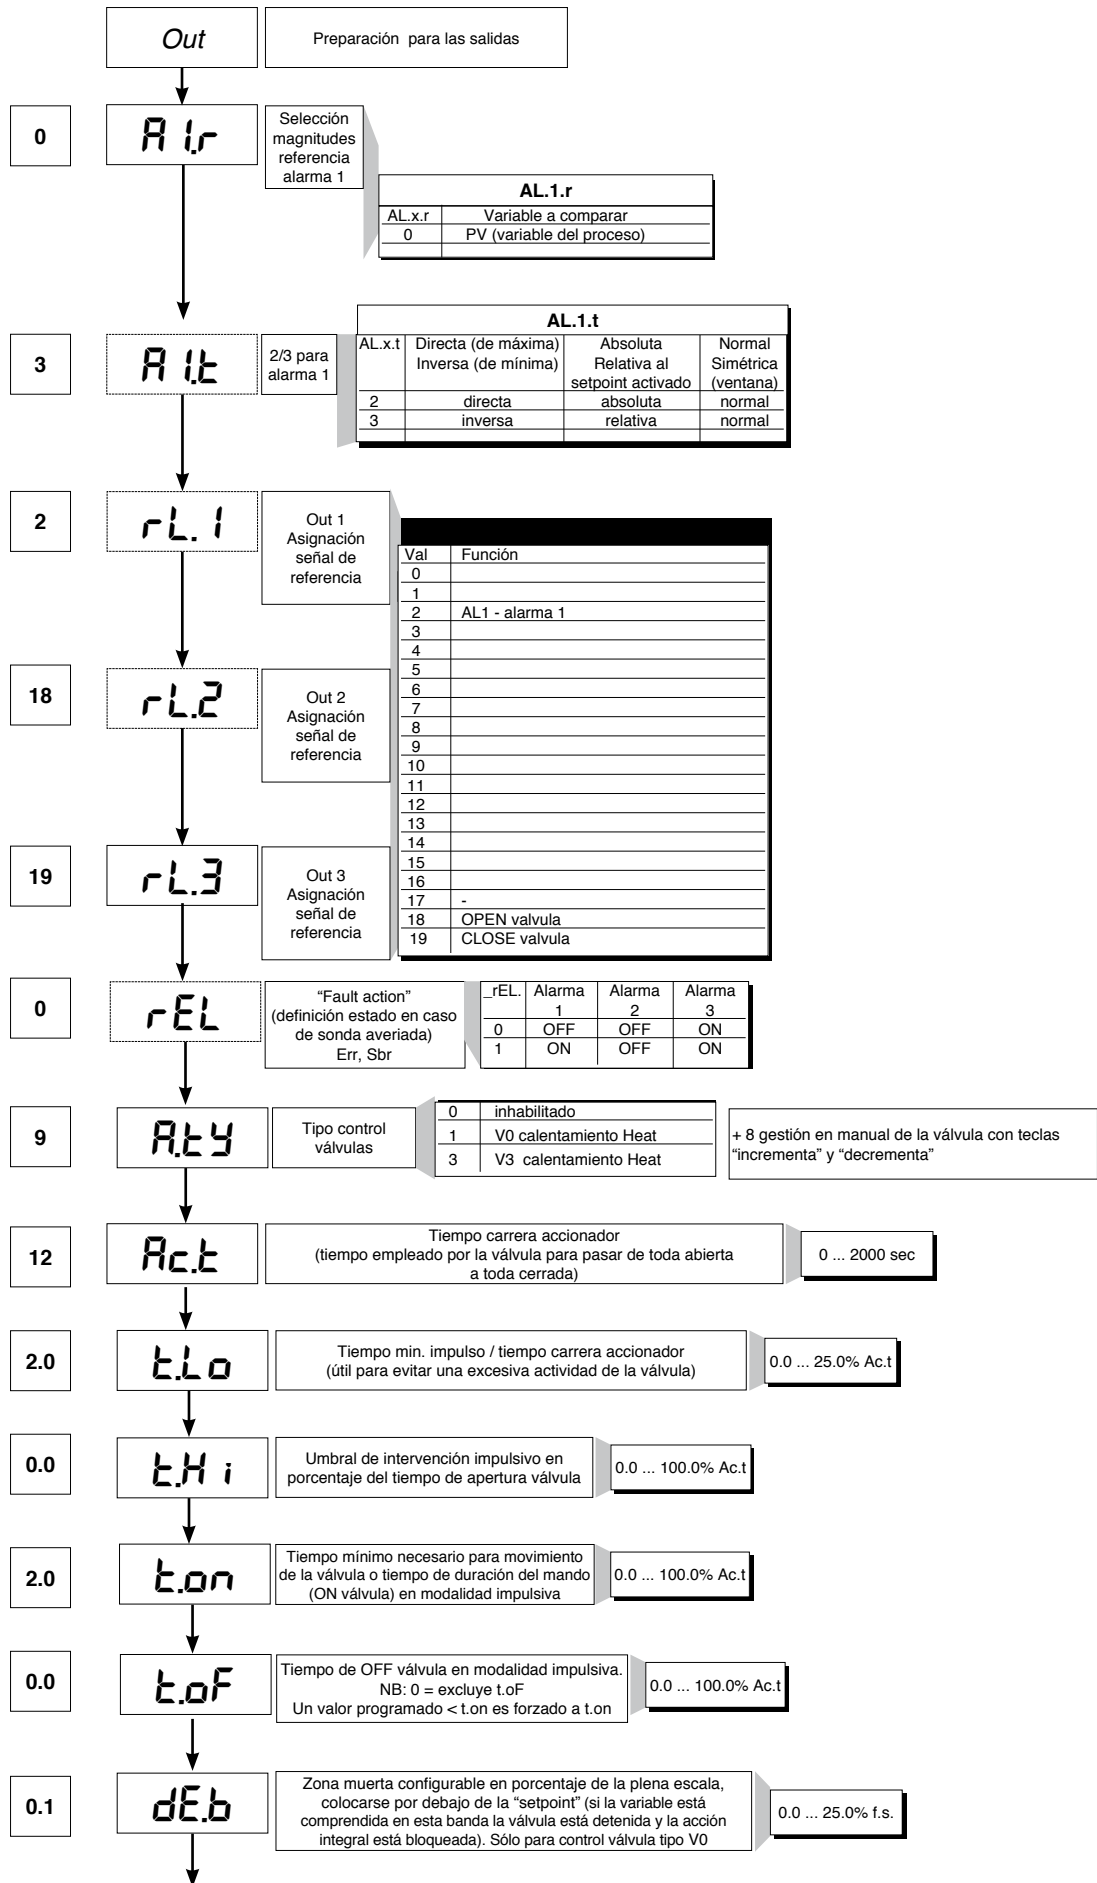 Out
Preparación para las salidas
0
A1.r
Selección
magnitudes
referencia
alarma 1
AL.1.r
AL.x.r Variable a comparar
0 PV (variable del proceso)
3
A1.t
2/3 para
alarma 1
AL.1.t
AL.x.t Directa (de máxima) Absoluta Normal
Inversa (de mínima) Relativa al Simétrica
setpoint activado (ventana)
2 directa absoluta normal
3 inversa relativa normal
2
rL.1
Out 1
Asignación
señal de
referencia
Val Función
0
1
2 AL1 - alarma 1
3
4
5
6
7
8
9
10
11
12
13
14
15
16
17 -
18 OPEN valvula
19 CLOSE valvula
18
rL.2
Out 2
Asignación
señal de
referencia
19
rL.3
Out 3
Asignación
señal de
referencia
0
rEL
“Fault action”
(definición estado en caso
de sonda averiada)
Err, Sbr
_rEL. Alarma Alarma Alarma
1 2 3
0 OFF OFF ON
1 ON OFF ON
9
A.tY
Tipo control
válvulas
0 inhabilitado
1 V0 calentamiento Heat
3 V3 calentamiento Heat
+ 8 gestión en manual de la válvula con teclas
“incrementa” y “decrementa”
12
Ac.t
Tiempo carrera accionador
(tiempo empleado por la válvula para pasar de toda abierta
a toda cerrada)
0 ... 2000 sec
2.0
t.Lo
Tiempo min. impulso / tiempo carrera accionador
(útil para evitar una excesiva actividad de la válvula)
0.0 ... 25.0% Ac.t
0.0
t.Hi
Umbral de intervención impulsivo en
porcentaje del tiempo de apertura válvula
0.0 ... 100.0% Ac.t
2.0
t.on
Tiempo mínimo necesario para movimiento
de la válvula o tiempo de duración del mando
(ON válvula) en modalidad impulsiva
0.0 ... 100.0% Ac.t
0.0
t.oF
Tiempo de OFF válvula en modalidad impulsiva.
NB: 0 = excluye t.oF
Un valor programado < t.on es forzado a t.on
0.0 ... 100.0% Ac.t
0.1
dE.b
Zona muerta configurable en porcentaje de la plena escala,
colocarse por debajo de la “setpoint” (si la variable está
comprendida en esta banda la válvula está detenida y la acción
integral está bloqueada). Sólo para control válvula tipo V0
0.0 ... 25.0% f.s.